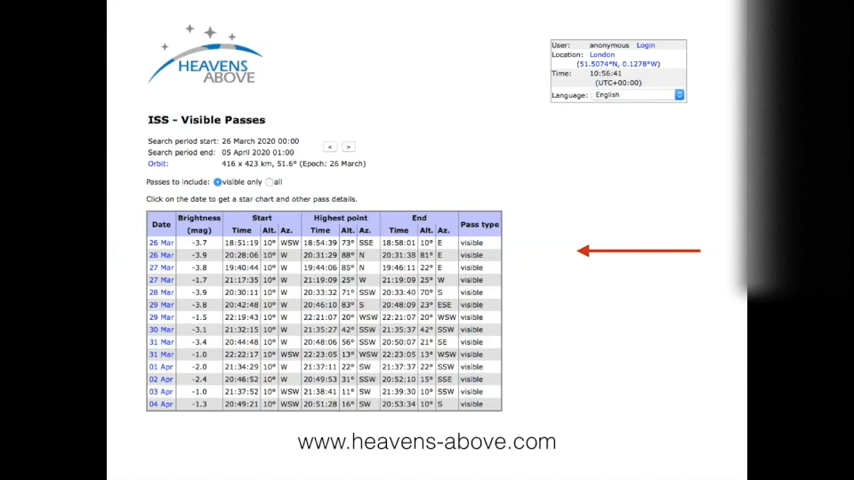 HEAVENS
ABOVE
User: anonymous Login
Location: London
(51.5074°N, 0.1278°W)
Time: 10:56:41
(UTC+00:00)
Language: English
ISS - Visible Passes
Search period start: 26 March 2020 00:00
Search period end: 05 April 2020 01:00
< >
Orbit: 416 x 423 km, 51.6° (Epoch: 26 March)
Passes to include: visible only all
Click on the date to get a star chart and other pass details.
Date Brightness Start Highest point End Pass type
(mag) Time Alt. Az. Time Alt. Az. Time Alt. Az.
26 Mar -3.7 18:51:19 10° WSW 18:54:39 73° SSE 18:58:01 10° E visible
26 Mar -3.9 20:28:06 10° W 20:31:29 88° N 20:31:38 81° E visible
27 Mar -3.8 19:40:44 10° W 19:44:06 85° N 19:46:11 22° E visible
27 Mar -1.7 21:17:35 10° W 21:19:09 25° W 21:19:09 25° W visible
28 Mar -3.9 20:30:11 10° W 20:33:32 71° SSW 20:33:40 70° S visible
29 Mar -3.8 20:42:48 10° W 20:46:10 83° S 20:48:09 23° ESE visible
29 Mar -1.5 22:19:43 10° W 22:21:07 20° WSW 22:21:07 20° WSW visible
30 Mar -3.1 21:32:15 10° W 21:35:27 42° SSW 21:35:37 42° SSW visible
31 Mar -3.4 20:44:48 10° W 20:48:06 56° SSW 20:50:07 21° SE visible
31 Mar -1.0 22:22:17 10° WSW 22:23:05 13° WSW 22:23:05 13° WSW visible
01 Apr -2.0 21:34:29 10° W 21:37:11 22° SW 21:37:37 22° SSW visible
02 Apr -2.4 20:46:52 10° W 20:49:53 31° SSW 20:52:10 15° SSE visible
03 Apr -1.0 21:37:52 10° WSW 21:38:41 11° SW 21:39:30 10° SSW visible
04 Apr -1.3 20:49:21 10° WSW 20:51:28 16° SW 20:53:34 10° S visible
www.heavens-above.com